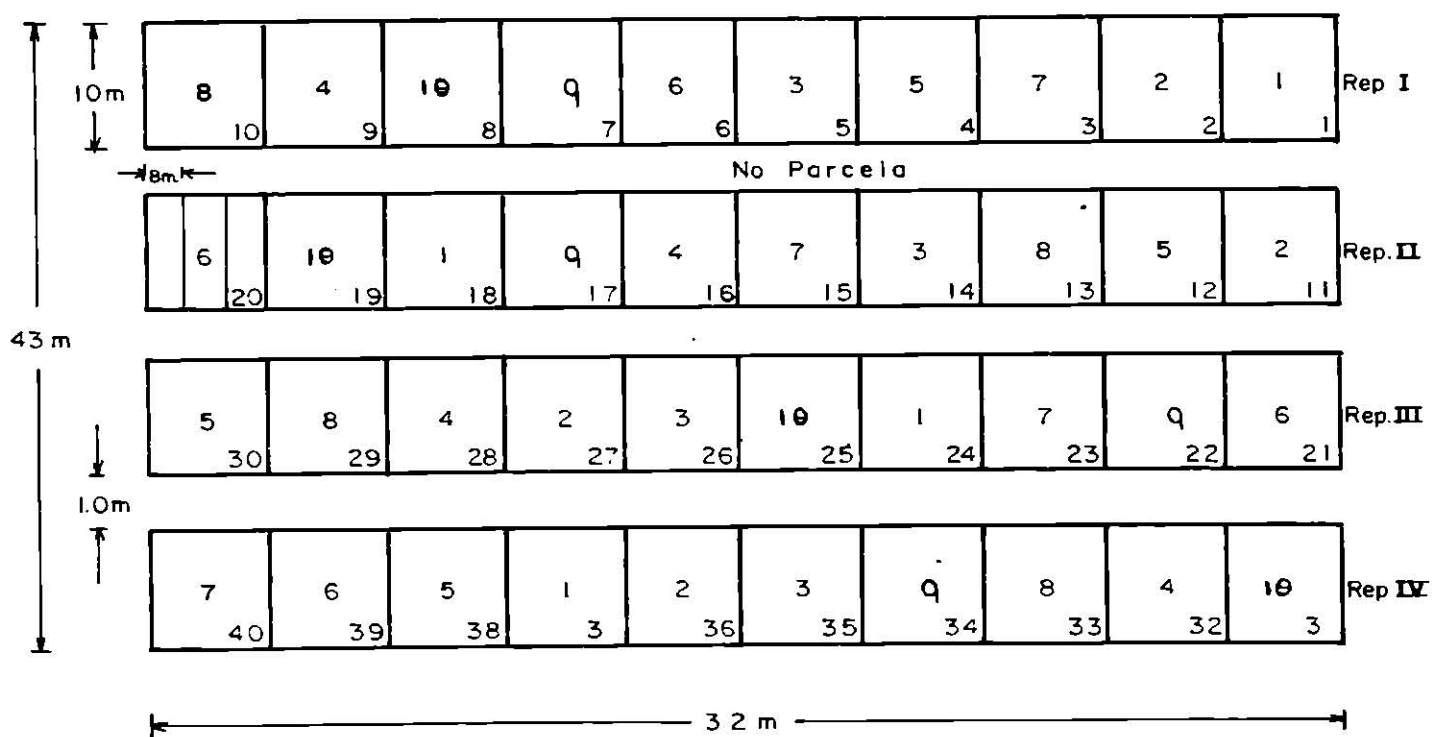 8 4 10 9 6 3 5 7 2 1 Rep I
10m
10 9 8 7 6 5 4 3 2 1
8m No Parcela
6 10 1 9 4 7 3 8 5 2 Rep. II
20 19 18 17 16 15 14 13 12 11
43 m
5 8 4 2 3 10 1 7 9 6 Rep. III
30 29 28 27 26 25 24 23 22 21
1.0m
7 6 5 1 2 3 9 8 4 10 Rep IV
40 39 38 3 36 35 34 33 32 3
32 m